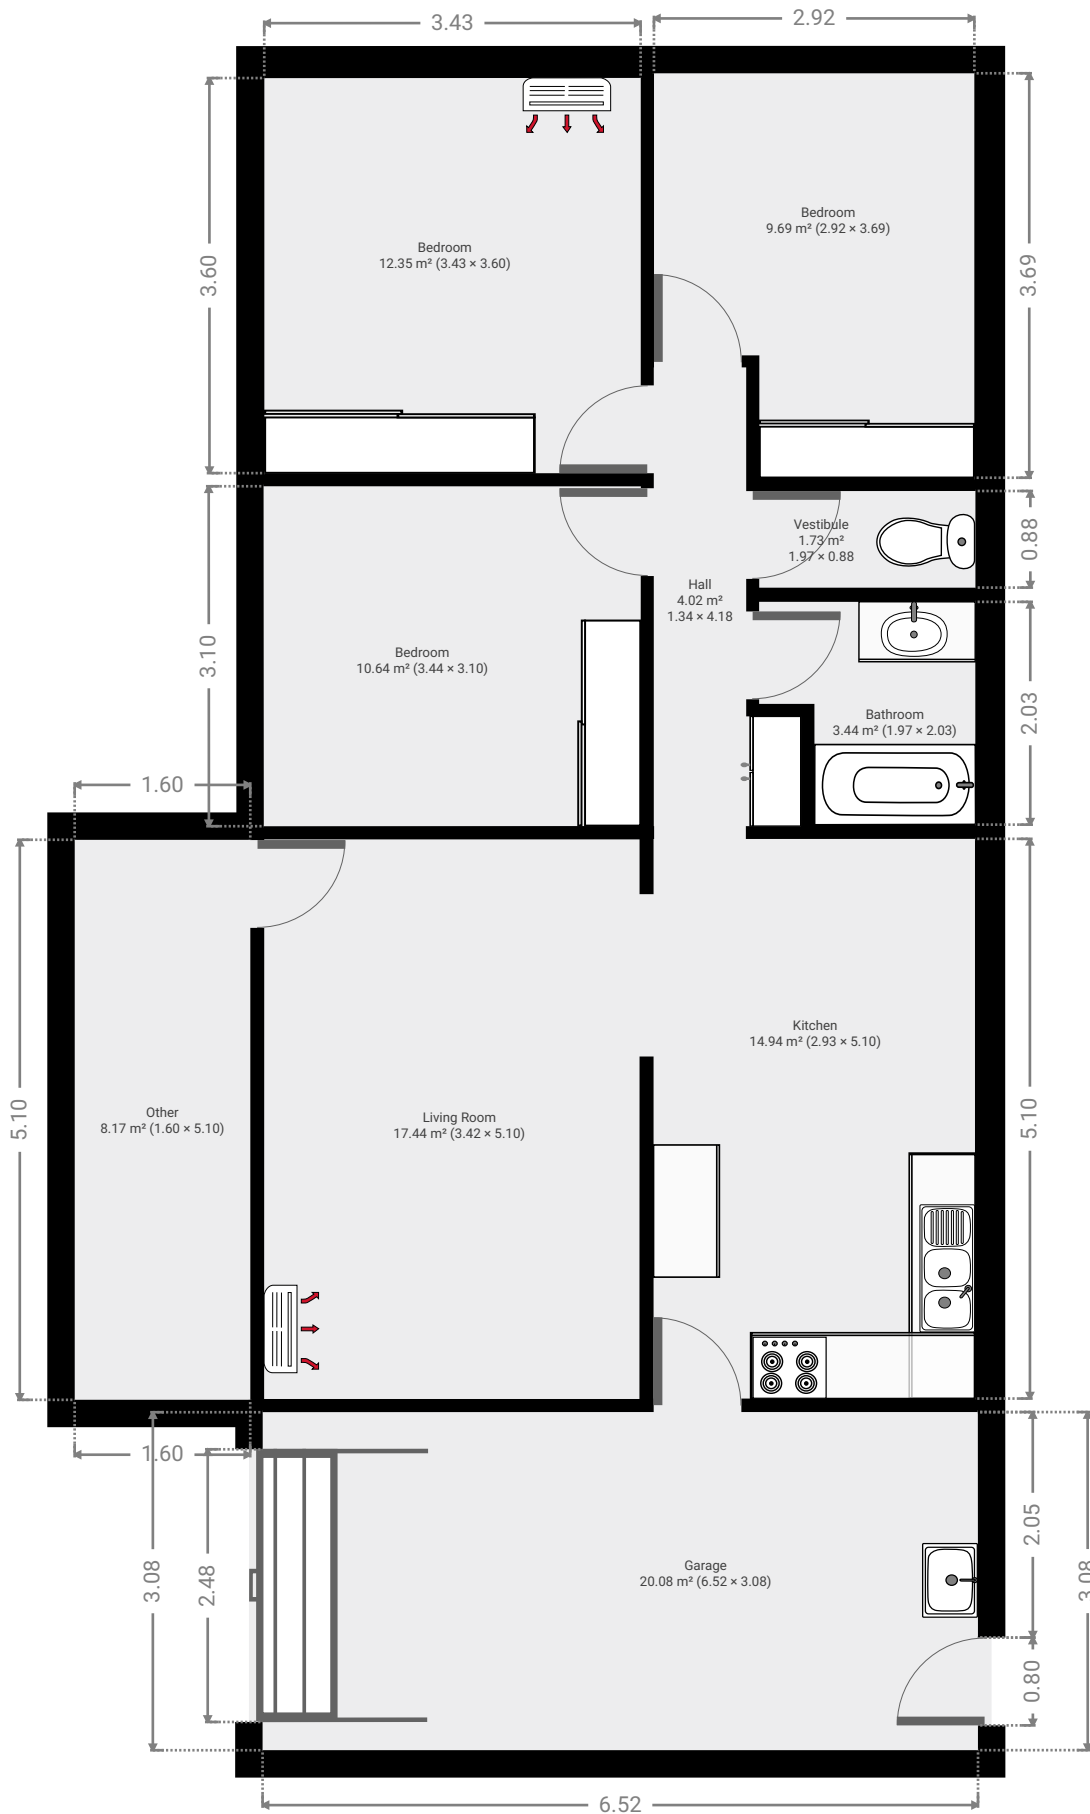 3.43
2.92
3.60
3.69
Bedroom
9.69 m² (2.92 × 3.69)
Bedroom
12.35 m² (3.43 × 3.60)
Vestibule
1.73 m²
1.97 × 0.88
0.88
Hall
4.02 m²
1.34 × 4.18
3.10
Bedroom
10.64 m² (3.44 × 3.10)
2.03
Bathroom
3.44 m² (1.97 × 2.03)
1.60
Kitchen
14.94 m² (2.93 × 5.10)
5.10
Other
8.17 m² (1.60 × 5.10)
Living Room
17.44 m² (3.42 × 5.10)
5.10
1.60
2.05
3.08
2.48
Garage
20.08 m² (6.52 × 3.08)
3.08
0.80
6.52